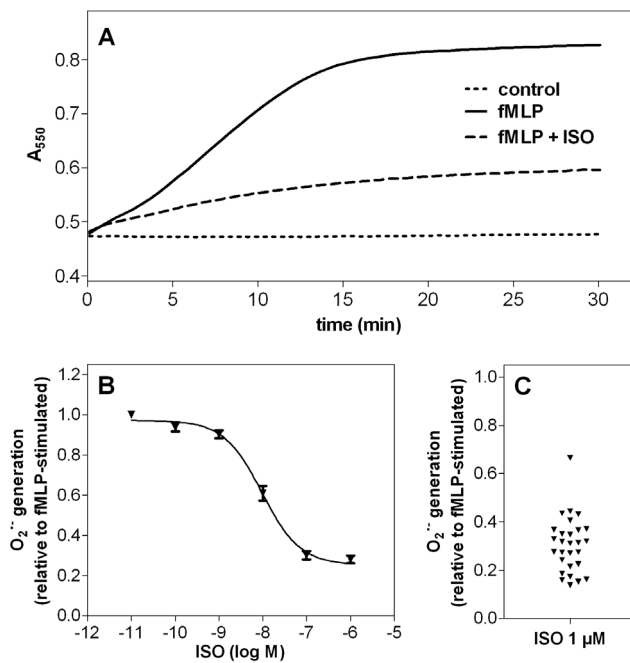 A
0.8
0.7
0.6
0.5
0.4
A550
control
fMLP
fMLP + ISO
0 5 10 15 20 25 30
time (min)
B
1.2
1.0
0.8
0.6
0.4
0.2
0.0
O2˙¯ generation
(relative to fMLP-stimulated)
-12 -11 -10 -9 -8 -7 -6 -5
ISO (log M)
C
1.0
0.8
0.6
0.4
0.2
0.0
O2˙¯ generation
(relative to fMLP-stimulated)
ISO 1 µM